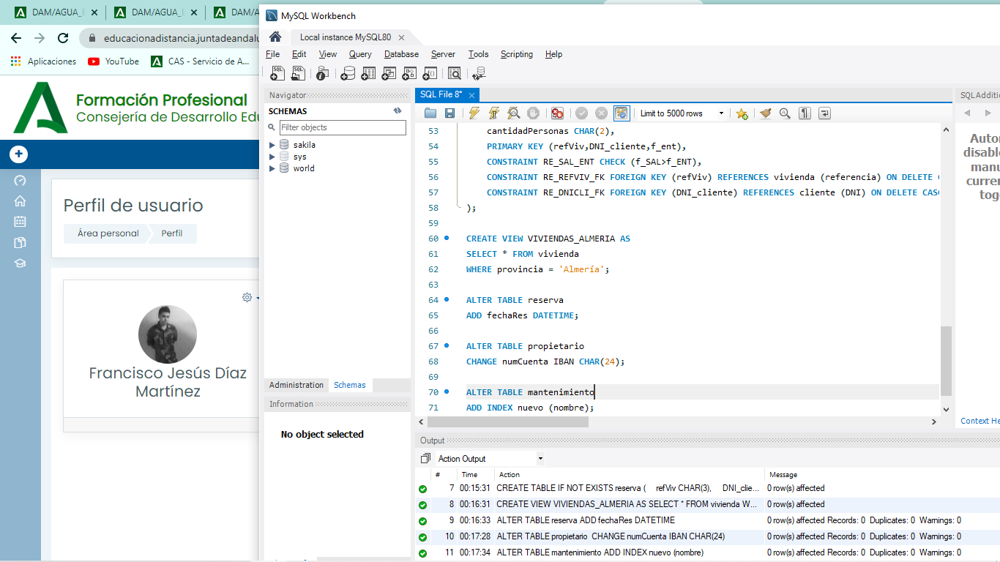 DAM/AGUA_
DAM/AGUA_
DAM/
educacionadistancia.juntadeandalu
Aplicaciones
YouTube
CAS - Servicio de A...
Formación Profesional
Consejería de Desarrollo Edu
Perfil de usuario
Área personal
Perfil
Francisco Jesús Díaz
Martínez
MySQL Workbench
Local instance MySQL80
File Edit View Query Database Server Tools Scripting Help
Navigator
SCHEMAS
Filter objects
sakila
sys
world
Administration Schemas
Information
No object selected
SQL File 8*
Limit to 5000 rows
53 cantidadPersonas CHAR(2),
54 PRIMARY KEY (refViv,DNI_cliente,f_ent),
55 CONSTRAINT RE_SAL_ENT CHECK (f_SAL>f_ENT),
56 CONSTRAINT RE_REFVIV_FK FOREIGN KEY (refViv) REFERENCES vivienda (referencia) ON DELETE C
57 CONSTRAINT RE_DNICLI_FK FOREIGN KEY (DNI_cliente) REFERENCES cliente (DNI) ON DELETE CASC
58 );
59
60 CREATE VIEW VIVIENDAS_ALMERIA AS
61 SELECT * FROM vivienda
62 WHERE provincia = 'Almería';
63
64 ALTER TABLE reserva
65 ADD fechaRes DATETIME;
66
67 ALTER TABLE propietario
68 CHANGE numCuenta IBAN CHAR(24);
69
70 ALTER TABLE mantenimiento
71 ADD INDEX nuevo (nombre);
SQLAdditio
Auto
disable
manu
curren
tog
Context He
Output
Action Output
# Time Action Message
7 00:15:31 CREATE TABLE IF NOT EXISTS reserva ( refViv CHAR(3), DNI_clie... 0 row(s) affected
8 00:16:31 CREATE VIEW VIVIENDAS_ALMERIA AS SELECT * FROM vivienda W... 0 row(s) affected
9 00:16:33 ALTER TABLE reserva ADD fechaRes DATETIME 0 row(s) affected Records: 0 Duplicates: 0 Warnings: 0
10 00:17:28 ALTER TABLE propietario CHANGE numCuenta IBAN CHAR(24) 0 row(s) affected Records: 0 Duplicates: 0 Warnings: 0
11 00:17:34 ALTER TABLE mantenimiento ADD INDEX nuevo (nombre) 0 row(s) affected Records: 0 Duplicates: 0 Warnings: 0